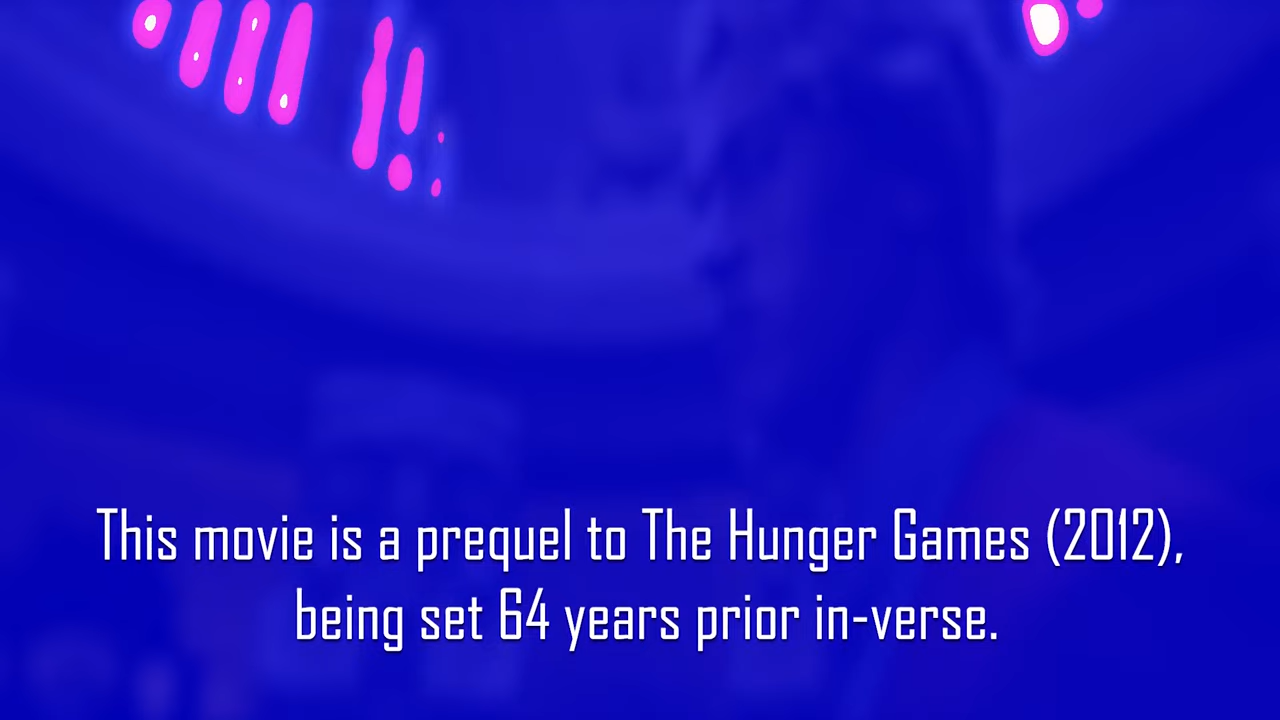 This movie is a prequel to The Hunger Games (2012),
being set 64 years prior in-verse.